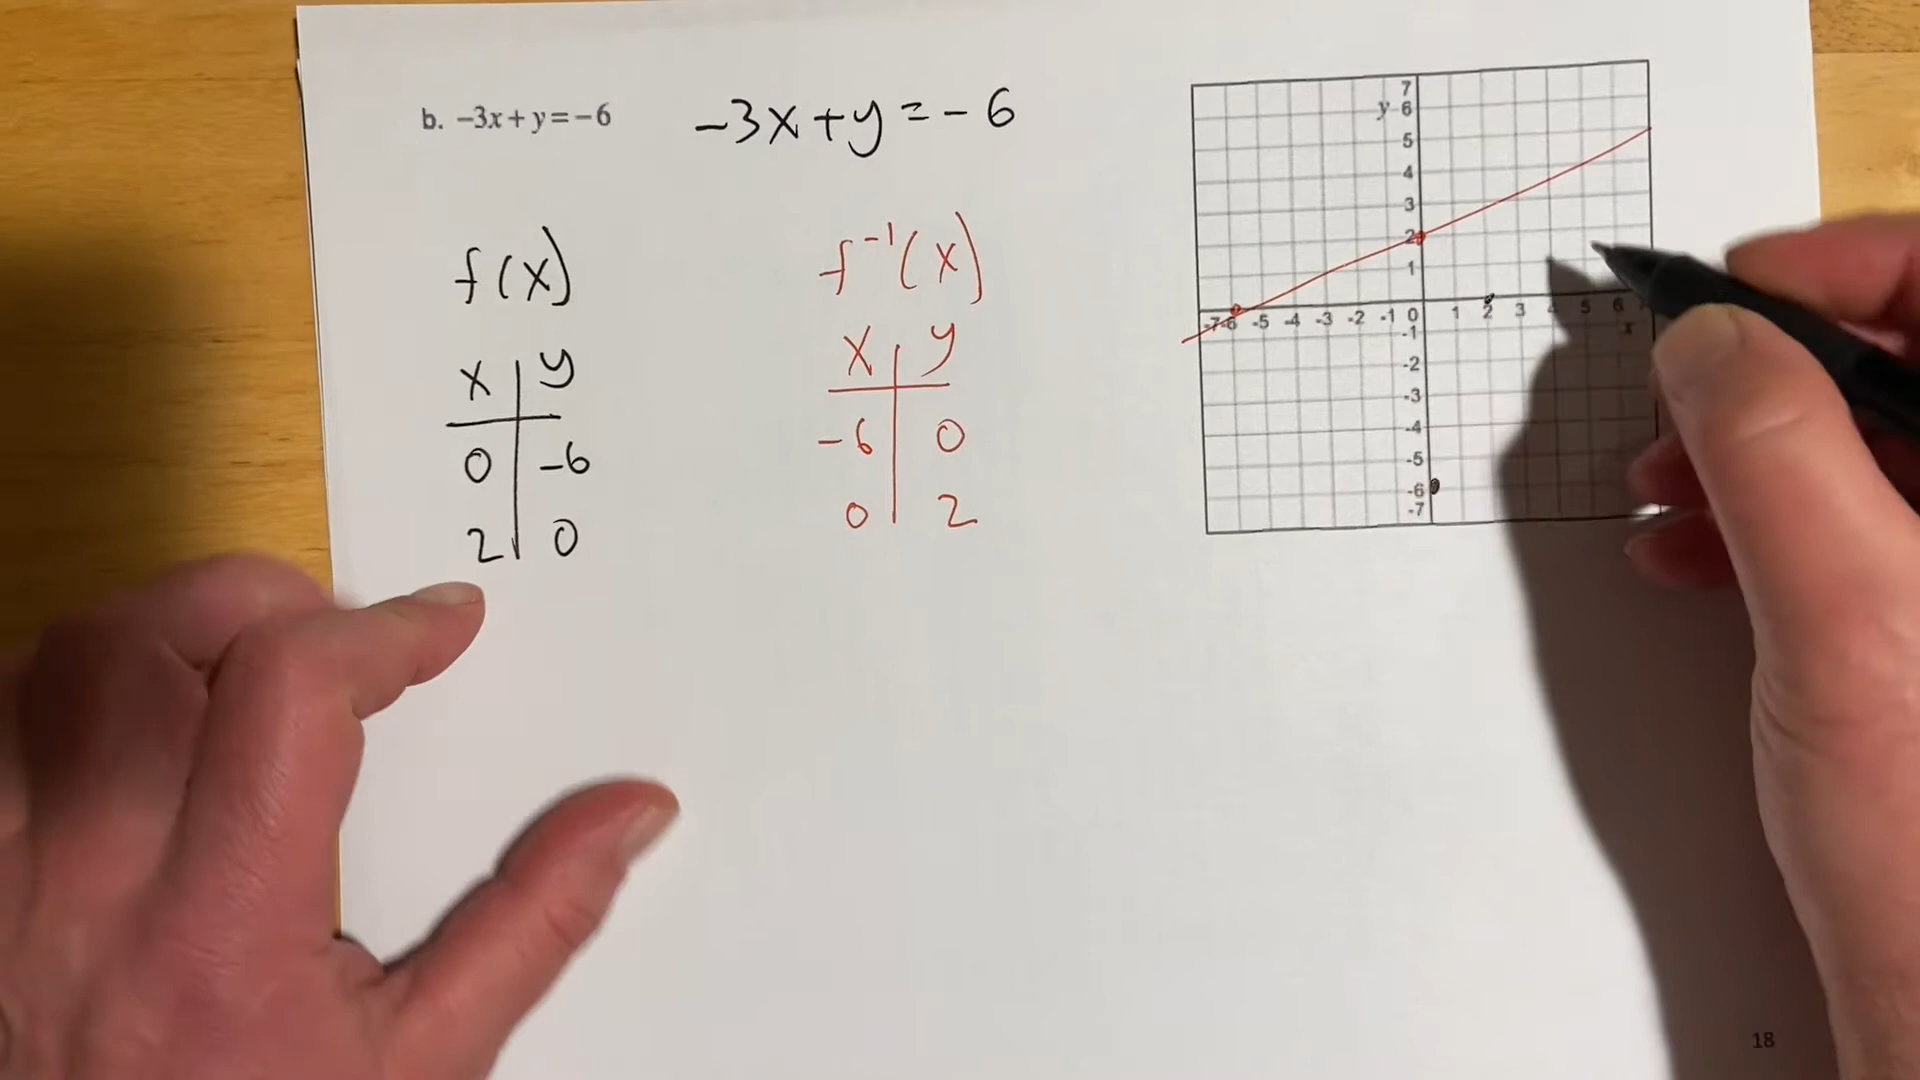 b. −3x+y=−6
-3x+y=-6
f(x)
x y
0 -6
2 0
f⁻¹(x)
x y
-6 0
0 2
7
y 6
5
4
3
2
1
-7 -6 -5 -4 -3 -2 -1 0 1 2 3 4 5 6
x
-1
-2
-3
-4
-5
-6
-7
18